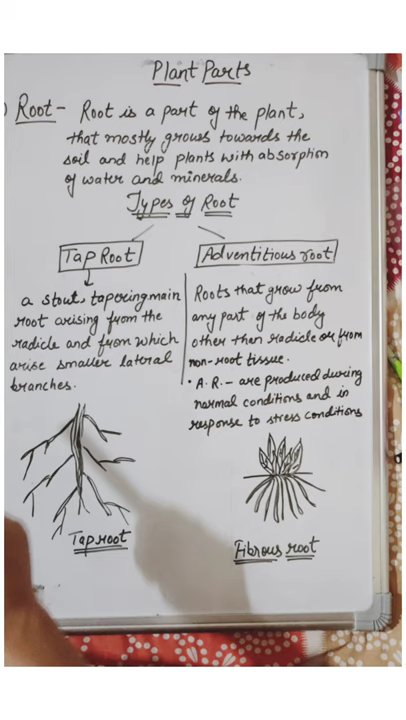 Plant Parts
) Root - Root is a part of the plant,
that mostly grows towards the
soil and help plants with absorption
of water and minerals.
Types of Root
Tap Root
a stout, tapering main
root arising from the
radicle and from which
arise smaller lateral
branches.
Adventitious root
Roots that grow from
any part of the body
other then radicle or from
non-root tissue.
• A.R. - are produced during
normal conditions and in
response to stress conditions
Tap root
Fibrous root